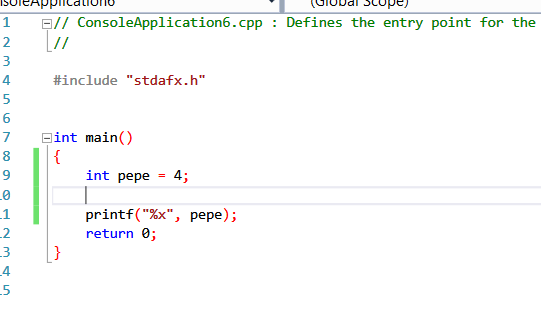 nsoleApplication6 (Global Scope)
1 // ConsoleApplication6.cpp : Defines the entry point for the
2 //
3
4 #include "stdafx.h"
5
6
7 int main()
8 {
9 int pepe = 4;
.0
.1 printf("%x", pepe);
.2 return 0;
.3 }
.4
.5